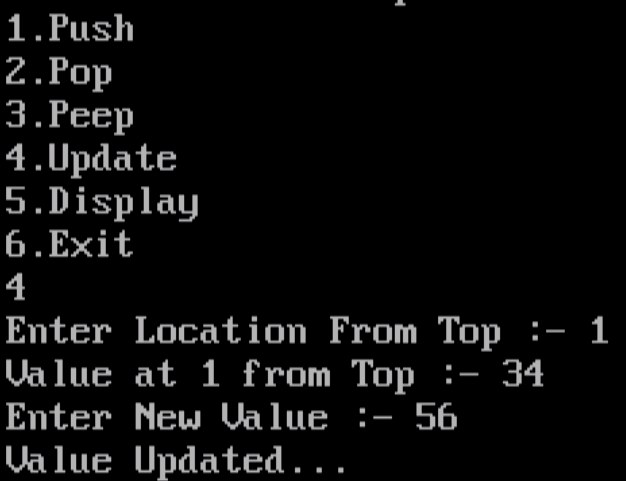 1.Push
2.Pop
3.Peep
4.Update
5.Display
6.Exit
4
Enter Location From Top :- 1
Value at 1 from Top :- 34
Enter New Value :- 56
Value Updated...